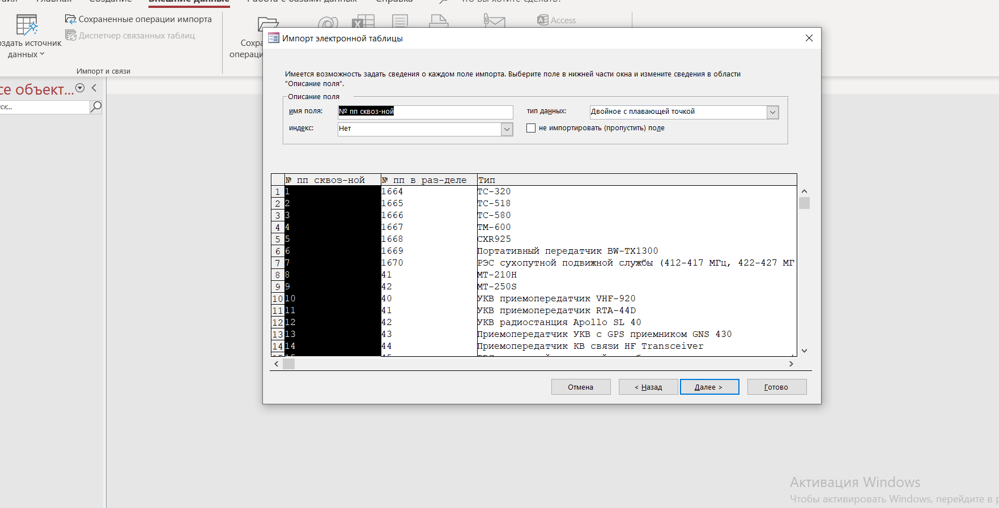 Внешние данные
Справка
Сохраненные операции импорта
Диспетчер связанных таблиц
данных
Импорт и связи
Access
Импорт электронной таблицы
Имеется возможность задать сведения о каждом поле импорта. Выберите поле в нижней части окна и измените сведения в области
"Описание поля".
Описание поля
имя поля: № пп сквоз-ной тип данных: Двойное с плавающей точкой
индекс: Нет не импортировать (пропустить) поле
№ пп сквоз-ной № пп в раз-деле Тип
1 1 1664 ТС-320
2 2 1665 ТС-518
3 3 1666 ТС-580
4 4 1667 ТМ-600
5 5 1668 CXR925
6 6 1669 Портативный передатчик BW-TX1300
7 7 1670 РЭС сухопутной подвижной службы (412-417 МГц, 422-427 МГ
8 8 41 МТ-210Н
9 9 42 МТ-250S
10 10 40 УКВ приемопередатчик VHF-920
11 11 41 УКВ приемопередатчик RTA-44D
12 12 42 УКВ радиостанция Apollo SL 40
13 13 43 Приемопередатчик УКВ с GPS приемником GNS 430
14 14 44 Приемопередатчик КВ связи HF Transceiver
Отмена < Назад Далее > Готово
Активация Windows
Чтобы активировать Windows, перейдите в